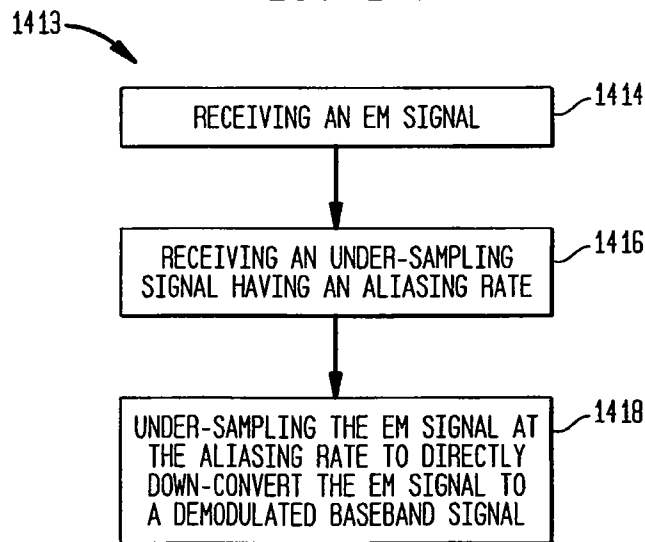 1413
RECEIVING AN EM SIGNAL
1414
RECEIVING AN UNDER-SAMPLING
SIGNAL HAVING AN ALIASING RATE
1416
UNDER-SAMPLING THE EM SIGNAL AT
THE ALIASING RATE TO DIRECTLY
DOWN-CONVERT THE EM SIGNAL TO
A DEMODULATED BASEBAND SIGNAL
1418